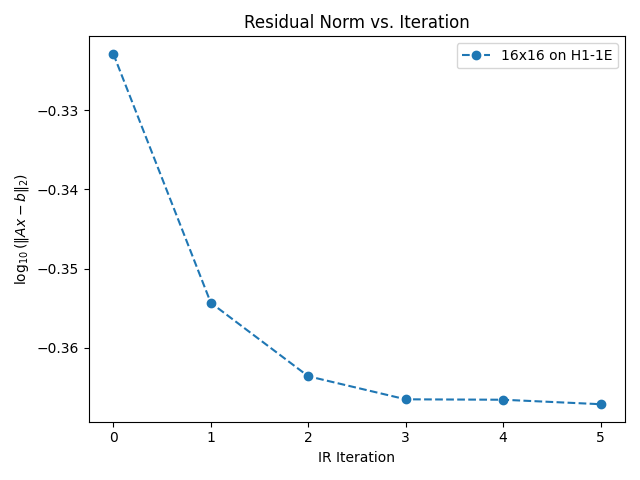 Residual Norm vs. Iteration
16x16 on H1-1E
−0.33
−0.34
−0.35
−0.36
log₁₀(‖Ax − b‖₂)
0 1 2 3 4 5
IR Iteration